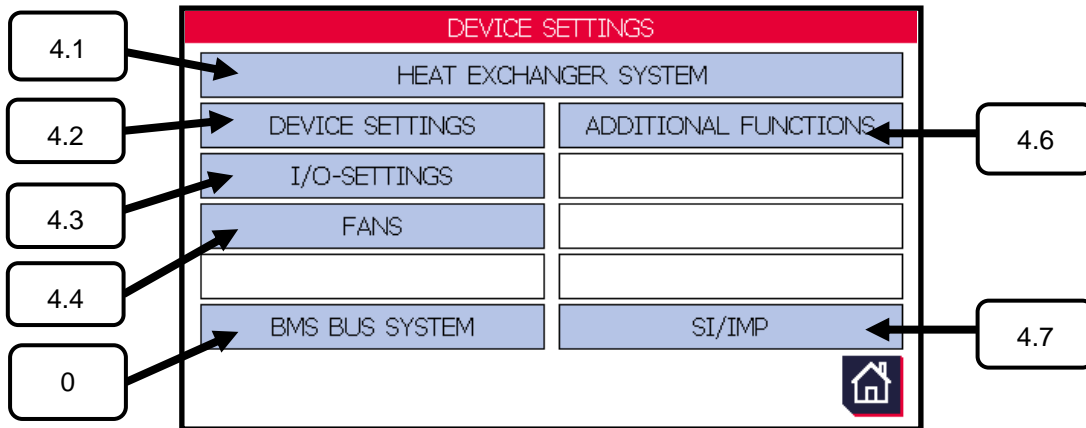 DEVICE SETTINGS
4.1
HEAT EXCHANGER SYSTEM
4.2
DEVICE SETTINGS
ADDITIONAL FUNCTIONS
4.6
4.3
I/O-SETTINGS
4.4
FANS
0
BMS BUS SYSTEM
SI/IMP
4.7